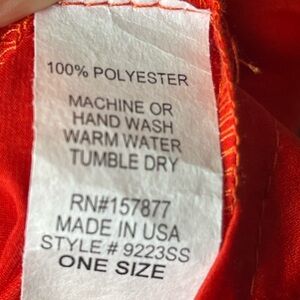 100% POLYESTER
MACHINE OR
HAND WASH
WARM WATER
TUMBLE DRY
RN#157877
MADE IN USA
STYLE # 9223SS
ONE SIZE